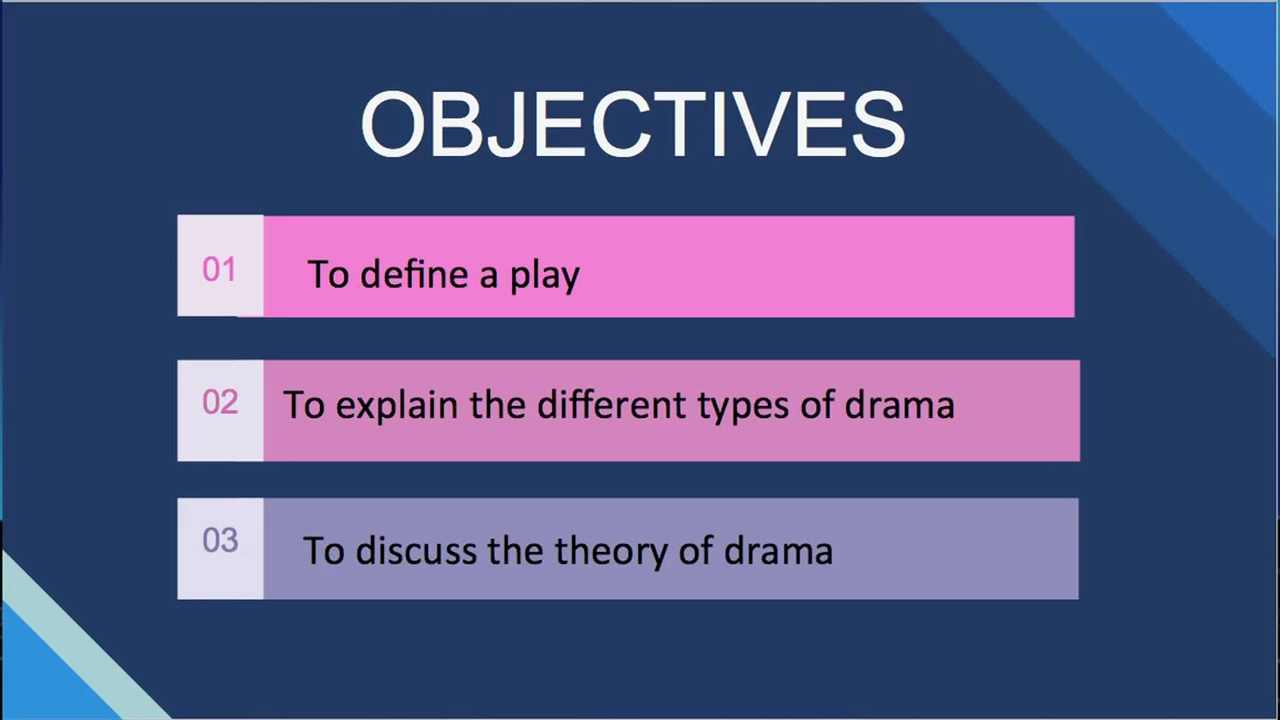 OBJECTIVES
01
To define a play
02
To explain the different types of drama
03
To discuss the theory of drama